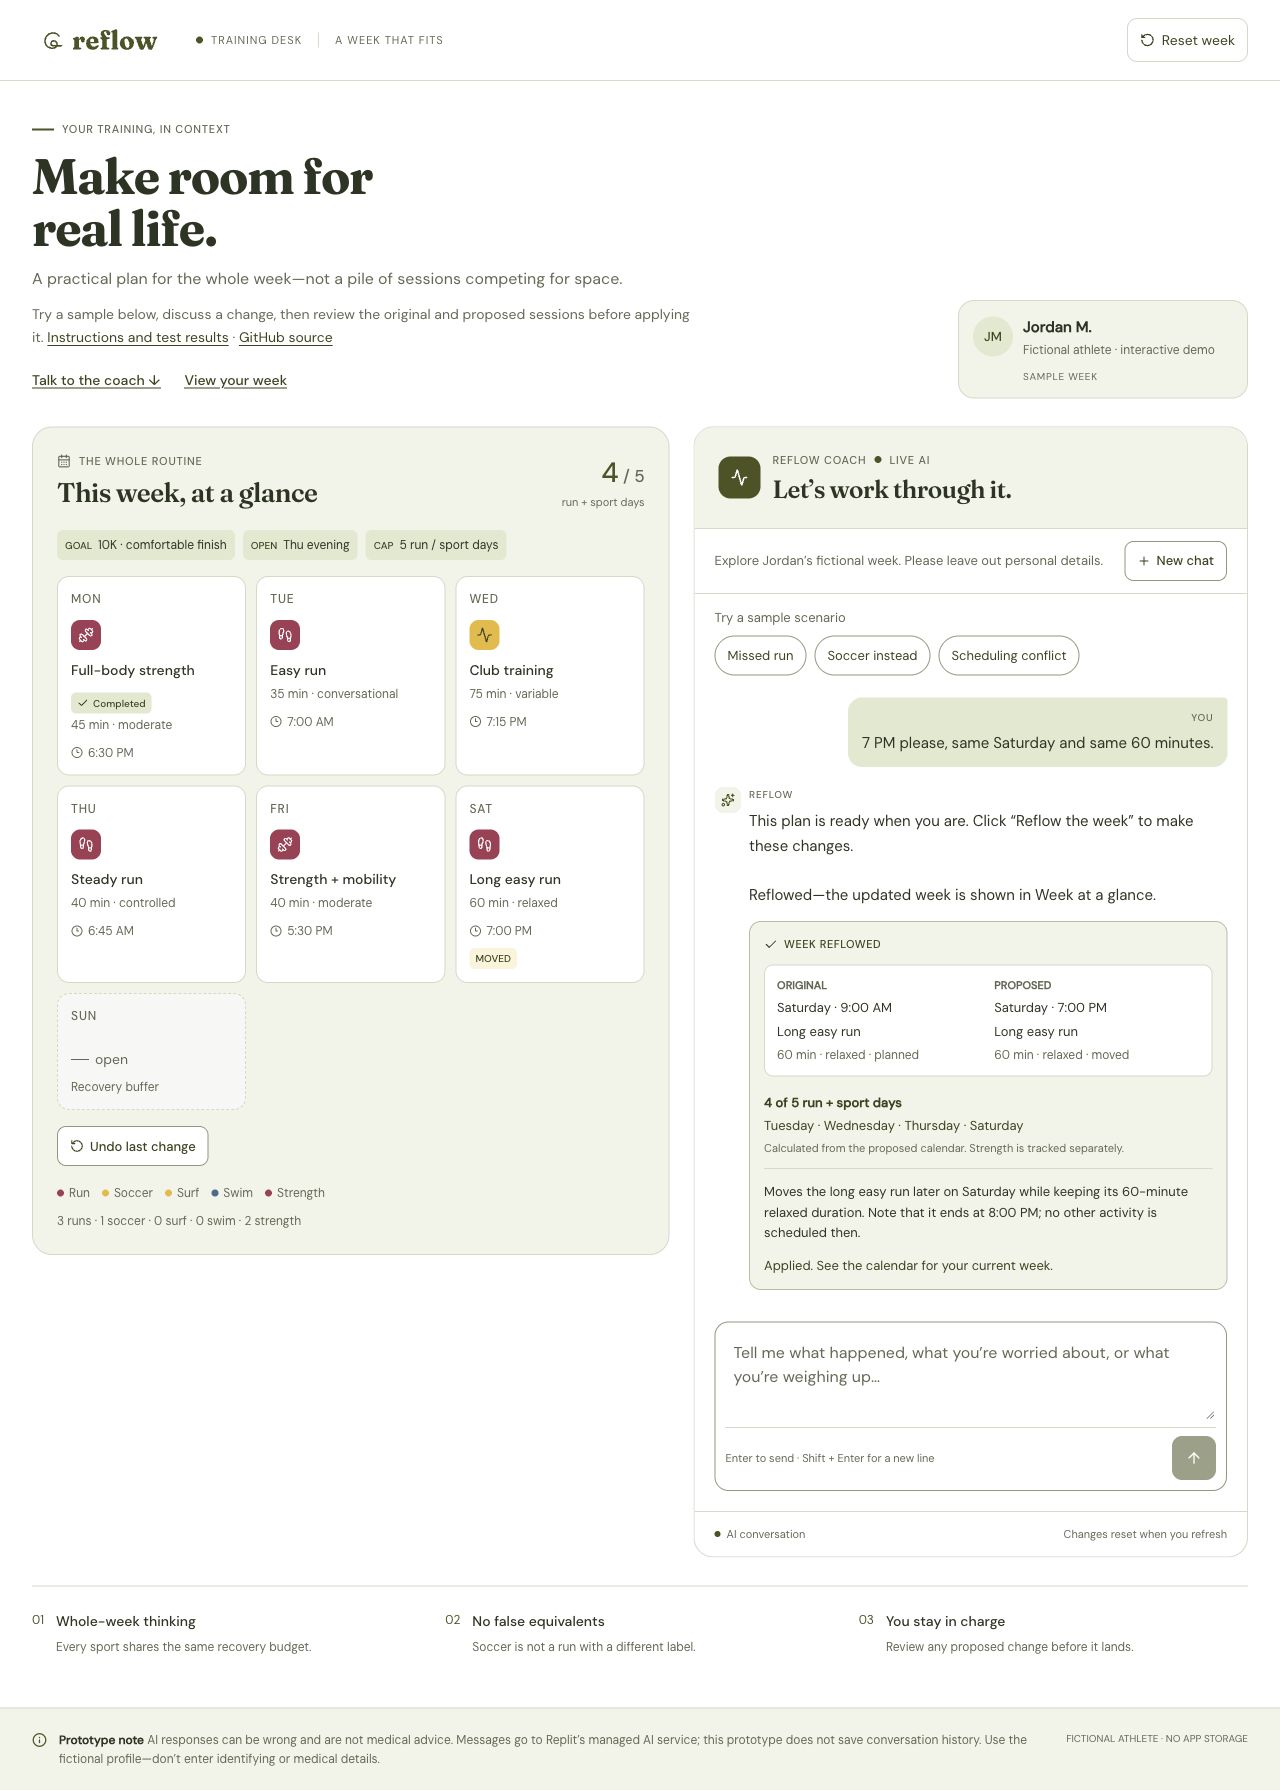 reflow
TRAINING DESK
A WEEK THAT FITS
Reset week
YOUR TRAINING, IN CONTEXT
Make room for
real life.
A practical plan for the whole week—not a pile of sessions competing for space.
Try a sample below, discuss a change, then review the original and proposed sessions before applying
it. Instructions and test results · GitHub source
Talk to the coach ↓
View your week
JM
Jordan M.
Fictional athlete · interactive demo
SAMPLE WEEK
THE WHOLE ROUTINE
This week, at a glance
4 / 5
run + sport days
GOAL 10K · comfortable finish
OPEN Thu evening
CAP 5 run / sport days
MON
Full-body strength
Completed
45 min · moderate
6:30 PM
TUE
Easy run
35 min · conversational
7:00 AM
WED
Club training
75 min · variable
7:15 PM
THU
Steady run
40 min · controlled
6:45 AM
FRI
Strength + mobility
40 min · moderate
5:30 PM
SAT
Long easy run
60 min · relaxed
7:00 PM
MOVED
SUN
— open
Recovery buffer
Undo last change
Run
Soccer
Surf
Swim
Strength
3 runs · 1 soccer · 0 surf · 0 swim · 2 strength
REFLOW COACH
LIVE AI
Let’s work through it.
Explore Jordan’s fictional week. Please leave out personal details.
New chat
Try a sample scenario
Missed run
Soccer instead
Scheduling conflict
YOU
7 PM please, same Saturday and same 60 minutes.
REFLOW
This plan is ready when you are. Click “Reflow the week” to make
these changes.
Reflowed—the updated week is shown in Week at a glance.
WEEK REFLOWED
ORIGINAL
Saturday · 9:00 AM
Long easy run
60 min · relaxed · planned
PROPOSED
Saturday · 7:00 PM
Long easy run
60 min · relaxed · moved
4 of 5 run + sport days
Tuesday · Wednesday · Thursday · Saturday
Calculated from the proposed calendar. Strength is tracked separately.
Moves the long easy run later on Saturday while keeping its 60-minute
relaxed duration. Note that it ends at 8:00 PM; no other activity is
scheduled then.
Applied. See the calendar for your current week.
Tell me what happened, what you’re worried about, or what
you’re weighing up...
Enter to send · Shift + Enter for a new line
AI conversation
Changes reset when you refresh
01 Whole-week thinking
Every sport shares the same recovery budget.
02 No false equivalents
Soccer is not a run with a different label.
03 You stay in charge
Review any proposed change before it lands.
Prototype note AI responses can be wrong and are not medical advice. Messages go to Replit’s managed AI service; this prototype does not save conversation history. Use the
fictional profile—don’t enter identifying or medical details.
FICTIONAL ATHLETE · NO APP STORAGE